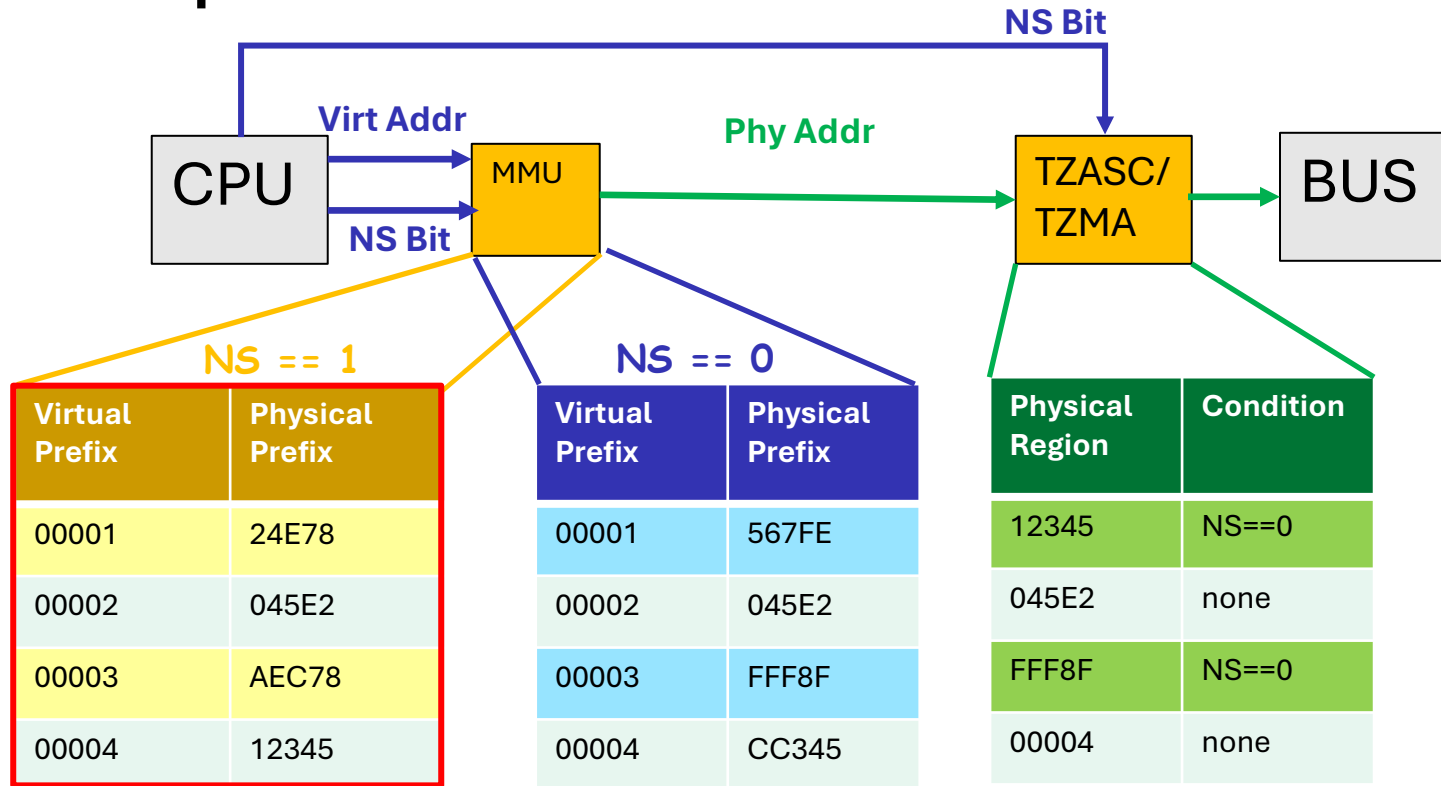 NS Bit
Virt Addr
Phy Addr
CPU
MMU
TZASC/
TZMA
BUS
NS Bit
NS == 1
NS == 0
Virtual Prefix
Physical Prefix
00001 24E78
00002 045E2
00003 AEC78
00004 12345
Virtual Prefix
Physical Prefix
00001 567FE
00002 045E2
00003 FFF8F
00004 CC345
Physical Region
Condition
12345 NS==0
045E2 none
FFF8F NS==0
00004 none